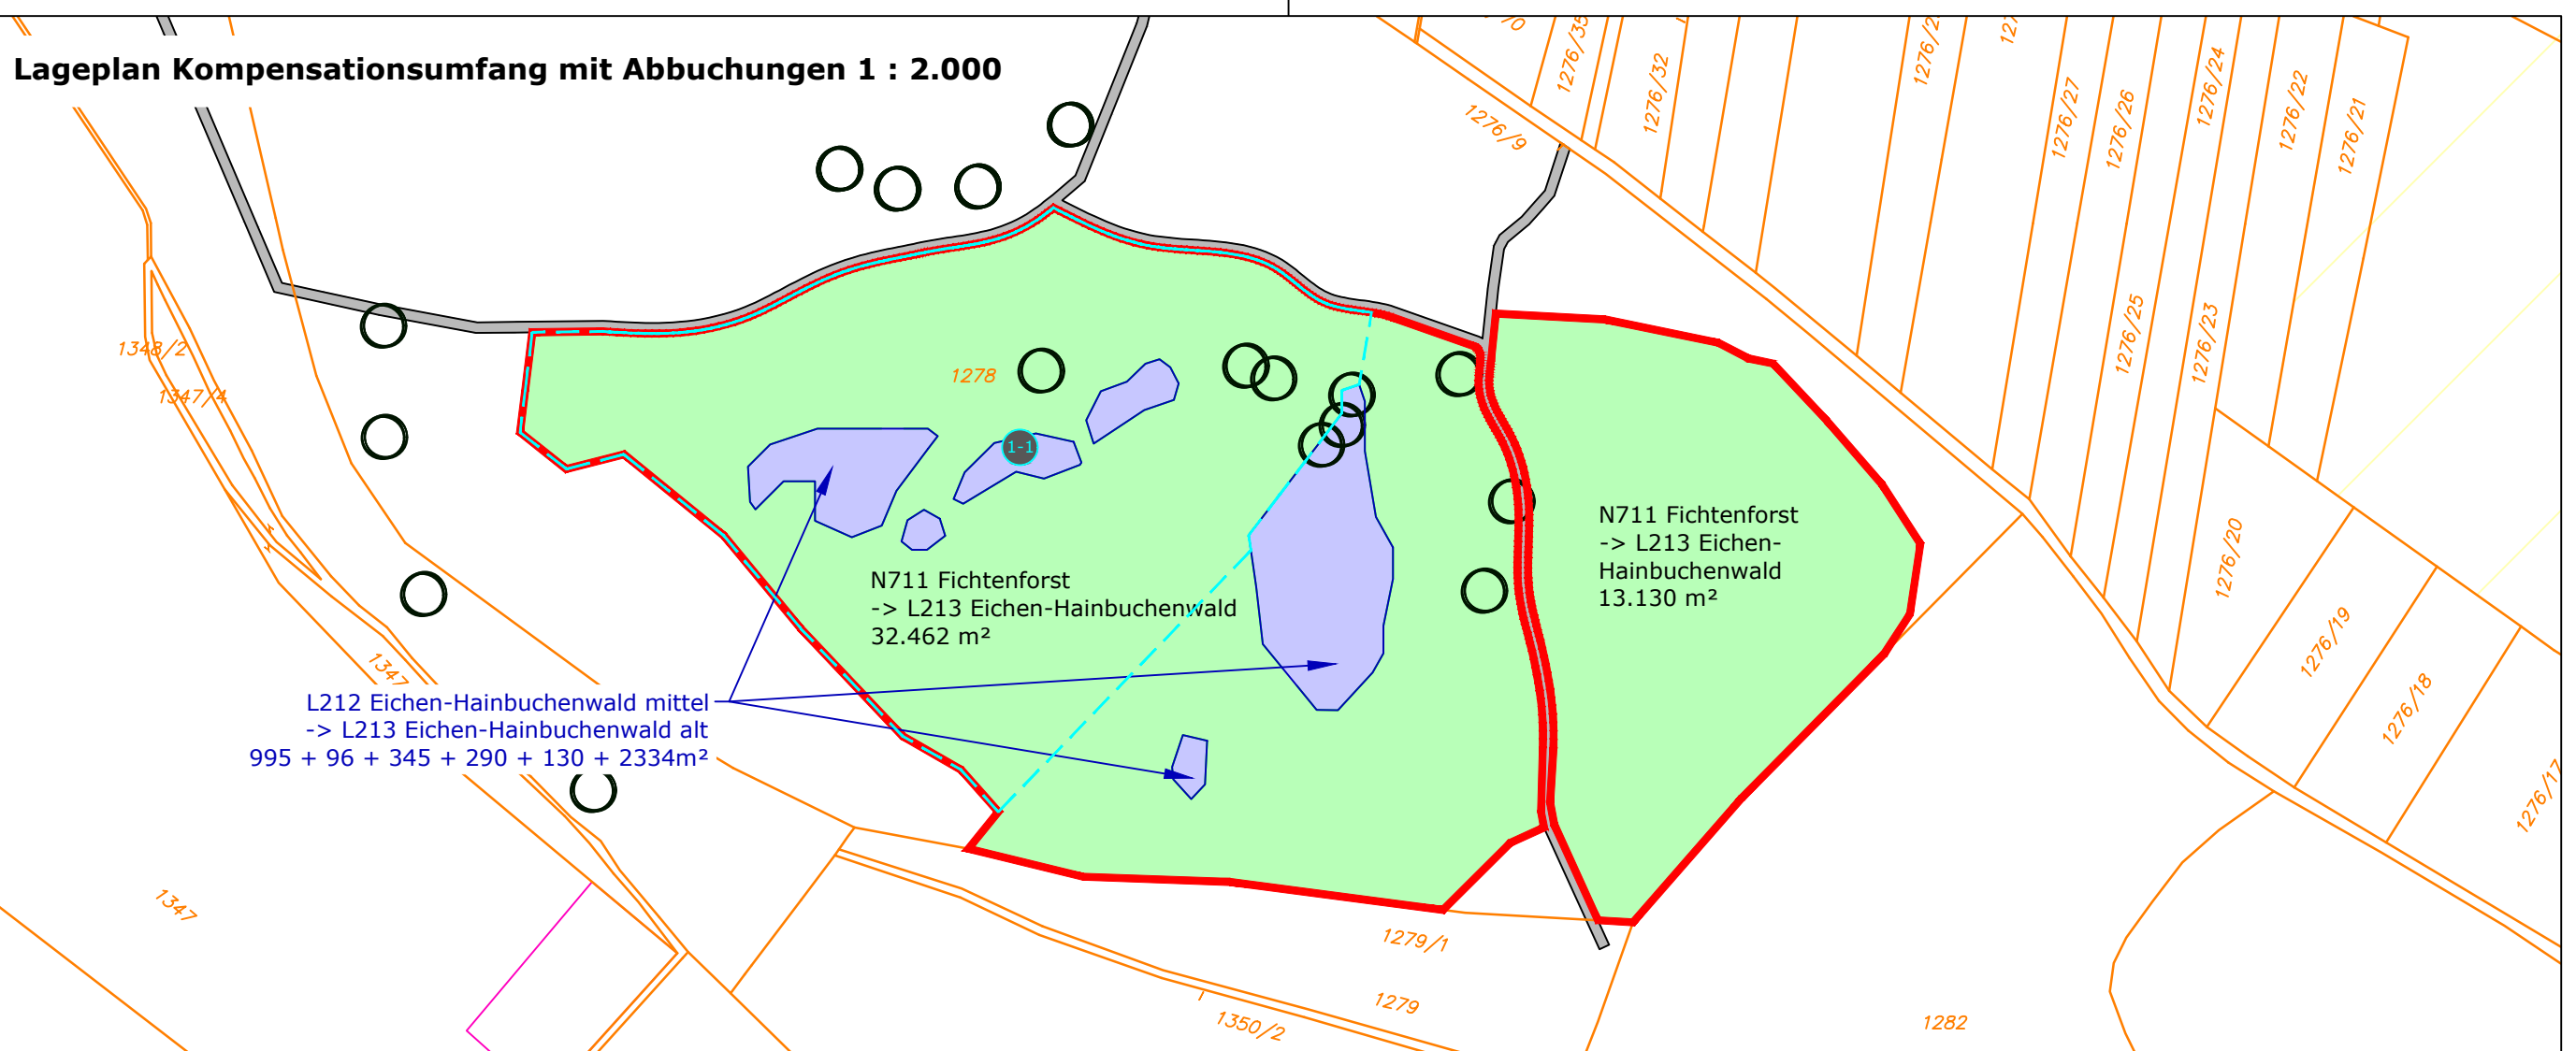 Lageplan Kompensationsumfang mit Abbuchungen 1 : 2.000
1276/35
1276/32
1276/9
1276/27
1276/26
1276/24
1276/22
1276/21
1276/25
1276/23
1276/20
1276/19
1276/18
1276/17
1348/2
1347/4
1278
1-1
N711 Fichtenforst
-> L213 Eichen-
Hainbuchenwald
13.130 m²
N711 Fichtenforst
-> L213 Eichen-Hainbuchenwald
32.462 m²
1347
L212 Eichen-Hainbuchenwald mittel
-> L213 Eichen-Hainbuchenwald alt
995 + 96 + 345 + 290 + 130 + 2334m²
1347
1279/1
1279
1350/2
1282